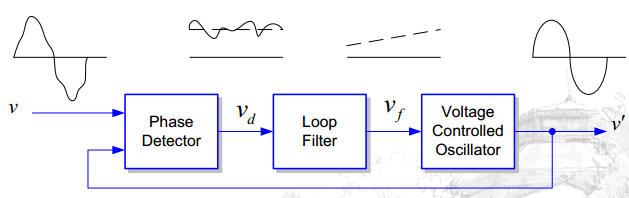 v
Phase
Detector
v_d
Loop
Filter
v_f
Voltage
Controlled
Oscillator
v'